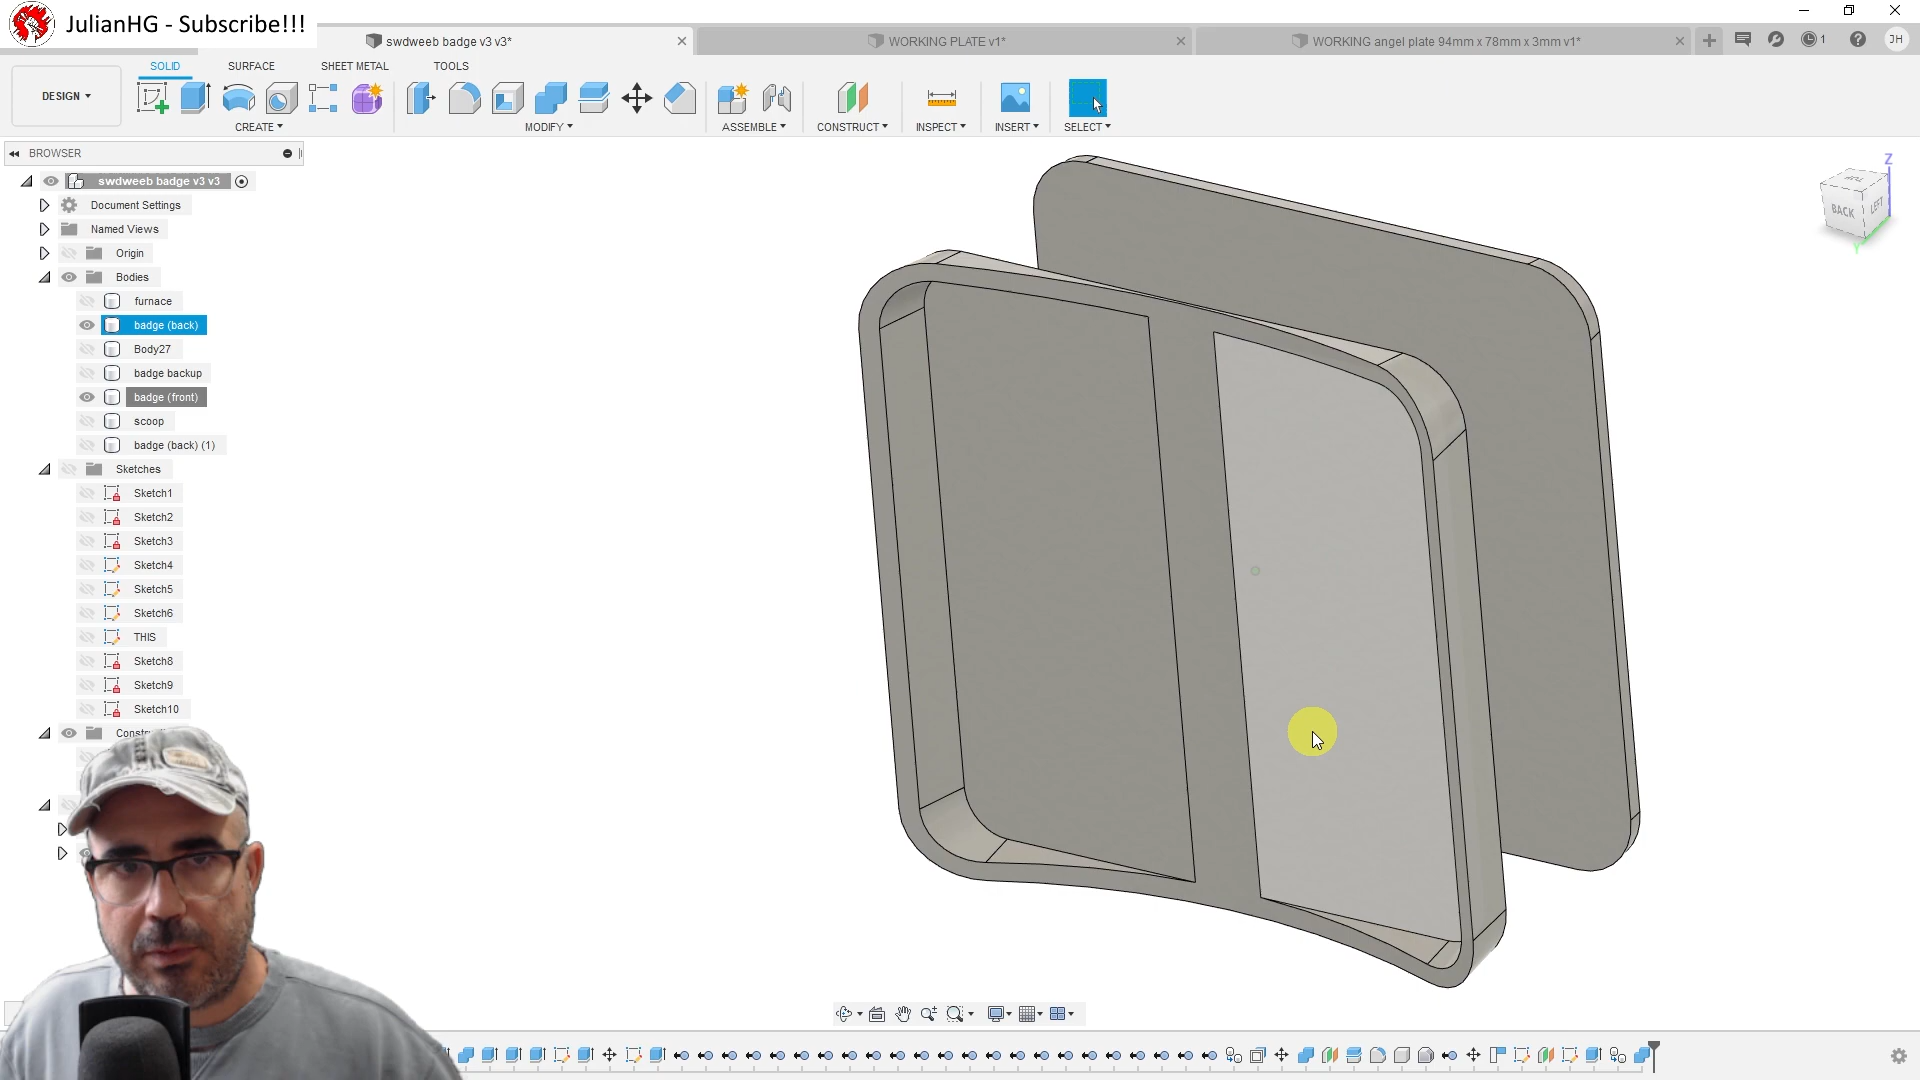 JulianHG - Subscribe!!!
swdweeb badge v3 v3*
WORKING PLATE v1*
WORKING angel plate 94mm x 78mm x 3mm v1*
1
JH
SOLID
SURFACE
SHEET METAL
TOOLS
DESIGN
CREATE
MODIFY
ASSEMBLE
CONSTRUCT
INSPECT
INSERT
SELECT
BROWSER
swdweeb badge v3 v3
Document Settings
Named Views
Origin
Bodies
furnace
badge (back)
Body27
badge backup
badge (front)
scoop
badge (back) (1)
Sketches
Sketch1
Sketch2
Sketch3
Sketch4
Sketch5
Sketch6
THIS
Sketch8
Sketch9
Sketch10
Z
TOP
BACK
LEFT
Y